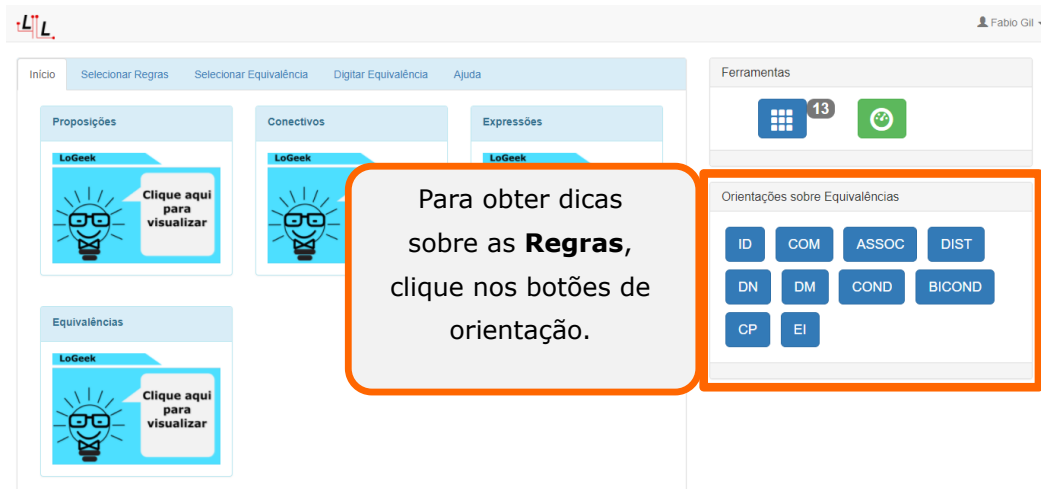 LIL
Fabio Gil
Início Selecionar Regras Selecionar Equivalência Digitar Equivalência Ajuda
Proposições
LoGeek
Clique aqui
para
visualizar
Conectivos
LoGeek
Expressões
LoGeek
Equivalências
LoGeek
Clique aqui
para
visualizar
Para obter dicas
sobre as Regras,
clique nos botões de
orientação.
Ferramentas
13
Orientações sobre Equivalências
ID COM ASSOC DIST
DN DM COND BICOND
CP EI